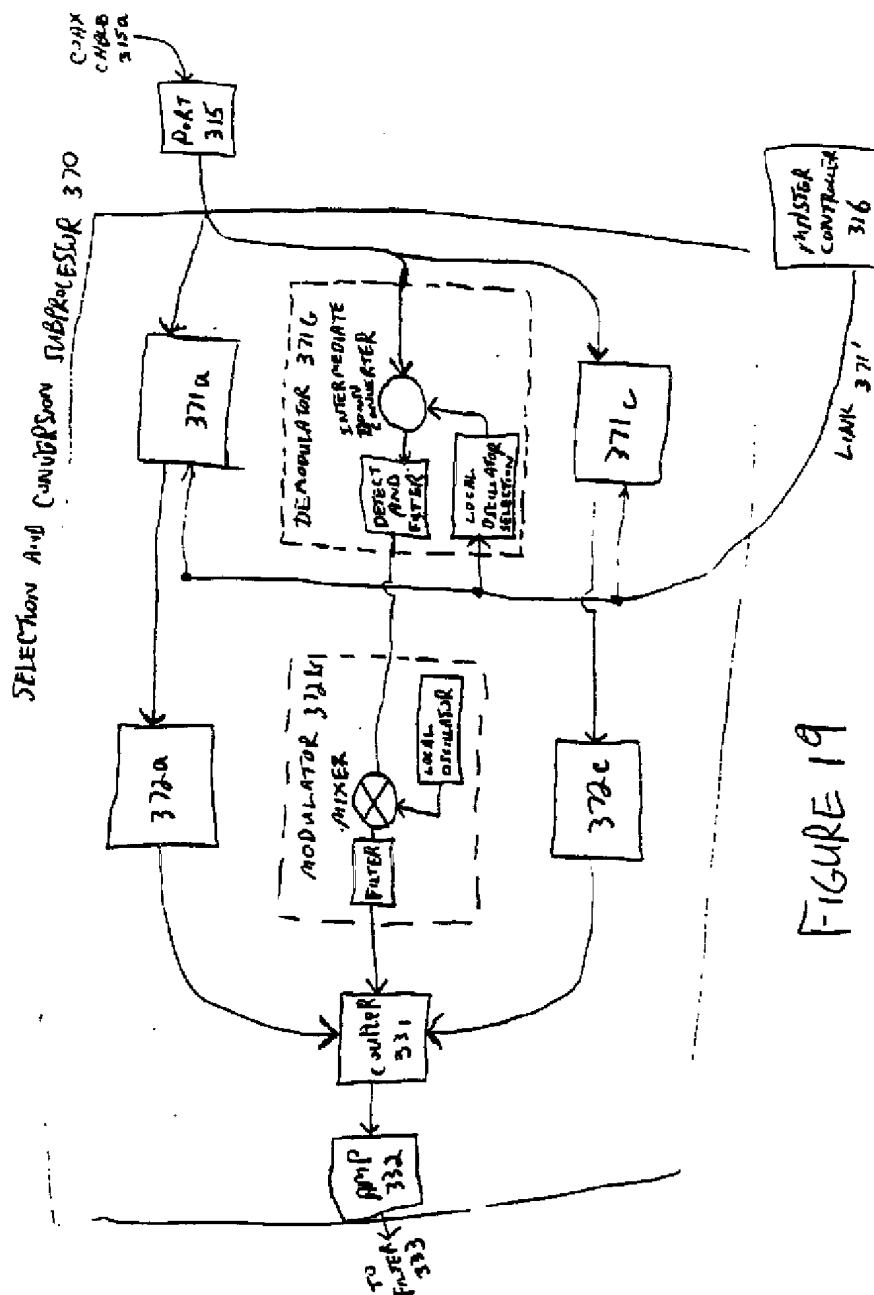 SELECTION AND CONVERSION SUBPROCESSOR 370
COAX
CABLE
315a
PORT
315
371a
372a
DEMODULATOR 371b
INTERMEDIATE
DOWN
CONVERTER
DETECT
AND
FILTER
LOCAL
OSCILLATOR
SELECTION
MODULATOR 372b
MIXER
FILTER
LOCAL
OSCILLATOR
371c
372c
COUPLER
331
AMP
332
TO
FILTER
333
MASTER
CONTROLLER
316
LINK 371'
FIGURE 19